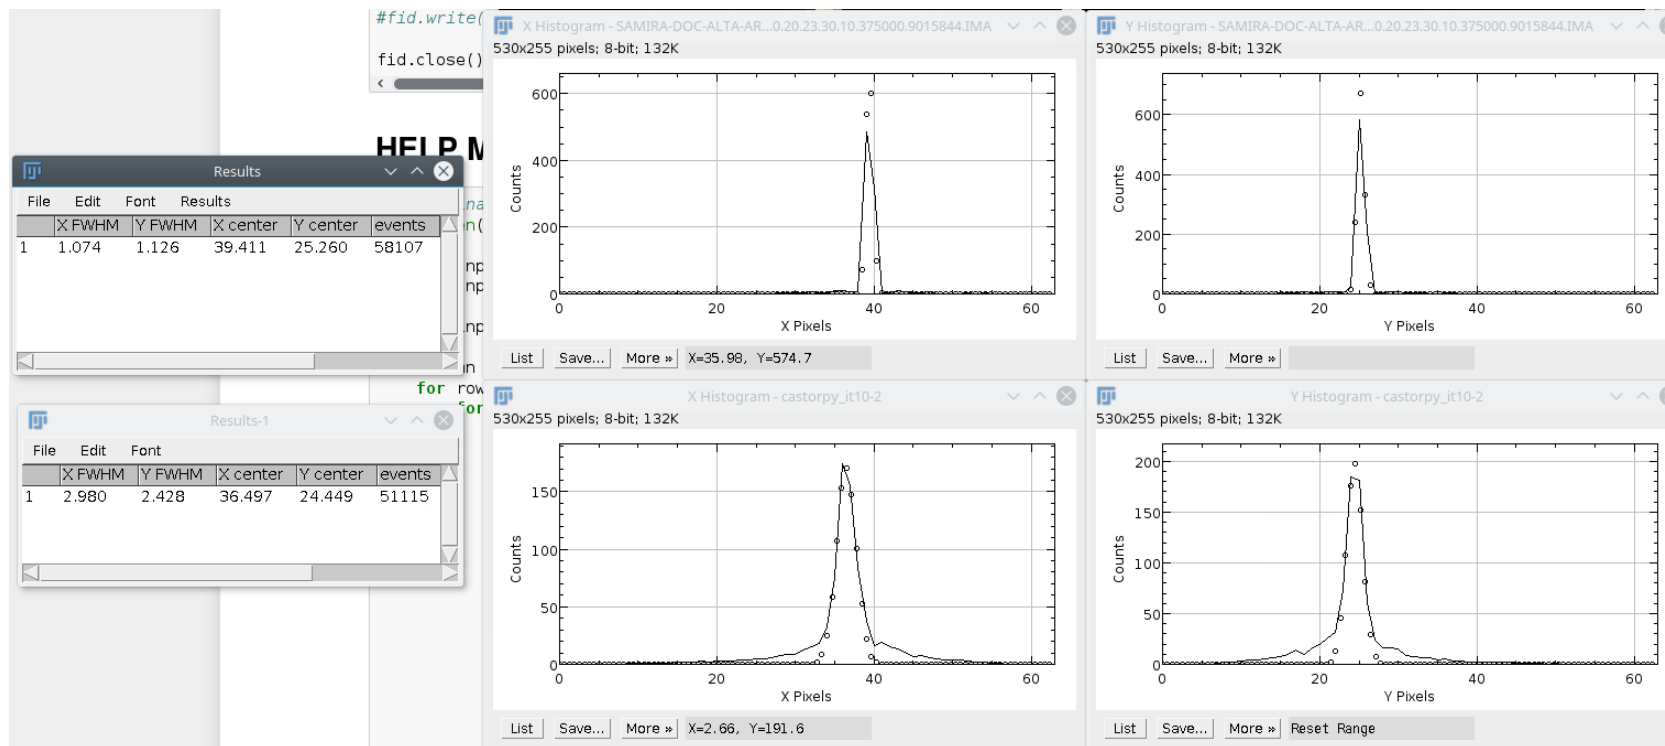 #fid.write(
fid.close()
HELP M
Results
File Edit Font Results
X FWHM Y FWHM X center Y center events
1 1.074 1.126 39.411 25.260 58107
for row
for
Results-1
File Edit Font
X FWHM Y FWHM X center Y center events
1 2.980 2.428 36.497 24.449 51115
X Histogram - SAMIRA-DOC-ALTA-AR...0.20.23.30.10.375000.9015844.IMA
530x255 pixels; 8-bit; 132K
600
400
200
0
Counts
0 20 40 60
X Pixels
List Save... More » X=35.98, Y=574.7
Y Histogram - SAMIRA-DOC-ALTA-AR...0.20.23.30.10.375000.9015844.IMA
530x255 pixels; 8-bit; 132K
600
400
200
0
Counts
0 20 40 60
Y Pixels
List Save... More »
X Histogram - castorpy_it10-2
530x255 pixels; 8-bit; 132K
150
100
50
0
Counts
0 20 40 60
X Pixels
List Save... More » X=2.66, Y=191.6
Y Histogram - castorpy_it10-2
530x255 pixels; 8-bit; 132K
200
150
100
50
0
Counts
0 20 40 60
Y Pixels
List Save... More » Reset Range